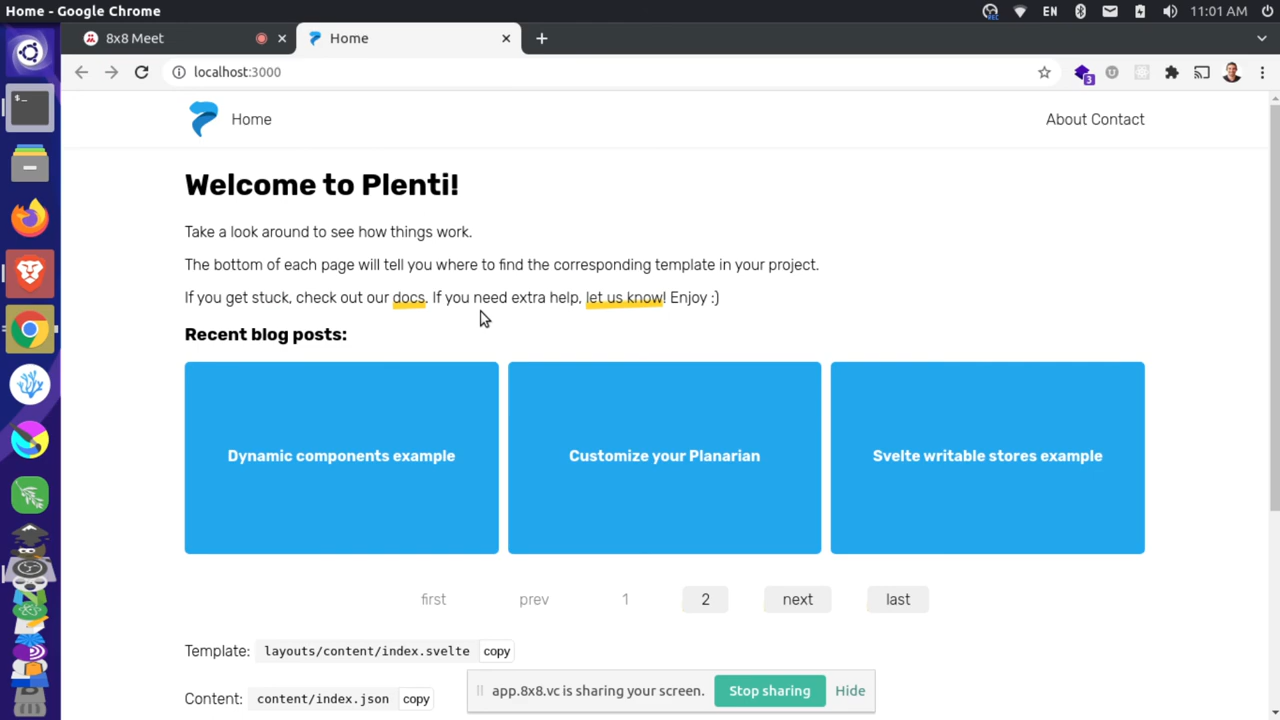 Home - Google Chrome
EN
11:01 AM
8x8 Meet
Home
localhost:3000
3
Home
About Contact
Welcome to Plenti!
Take a look around to see how things work.
The bottom of each page will tell you where to find the corresponding template in your project.
If you get stuck, check out our docs. If you need extra help, let us know! Enjoy :)
Recent blog posts:
Dynamic components example
Customize your Planarian
Svelte writable stores example
first prev 1 2 next last
Template: layouts/content/index.svelte copy
Content: content/index.json copy
app.8x8.vc is sharing your screen. Stop sharing Hide